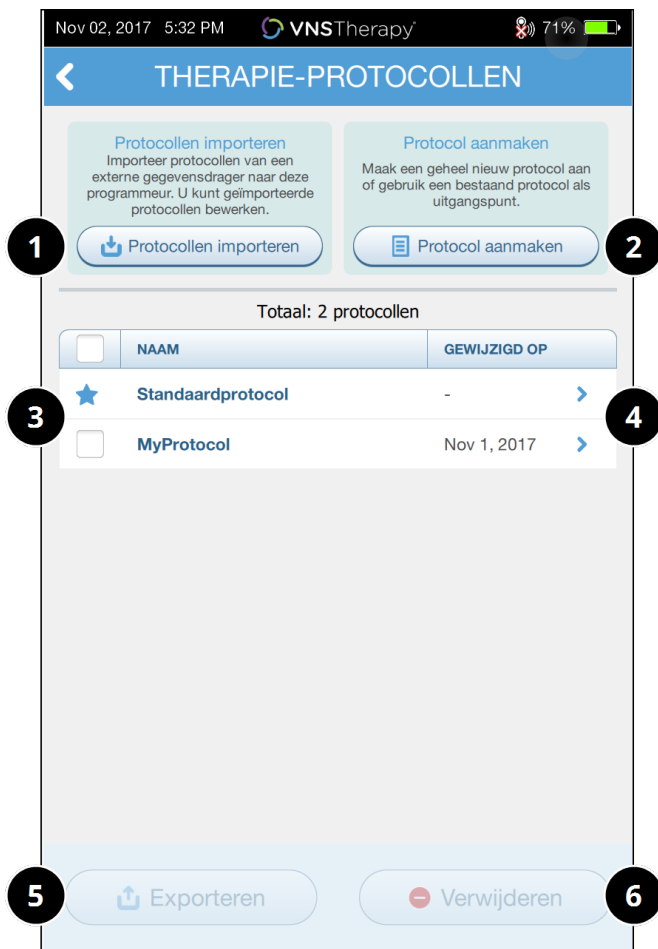 Nov 02, 2017 5:32 PM VNSTherapy 71%
THERAPIE-PROTOCOLLEN
Protocollen importeren
Importeer protocollen van een
externe gegevensdrager naar deze
programmeur. U kunt geïmporteerde
protocollen bewerken.
1 Protocollen importeren
Protocol aanmaken
Maak een geheel nieuw protocol aan
of gebruik een bestaand protocol als
uitgangspunt.
Protocol aanmaken 2
Totaal: 2 protocollen
NAAM GEWIJZIGD OP
3 Standaardprotocol - 4
MyProtocol Nov 1, 2017
5 Exporteren Verwijderen 6